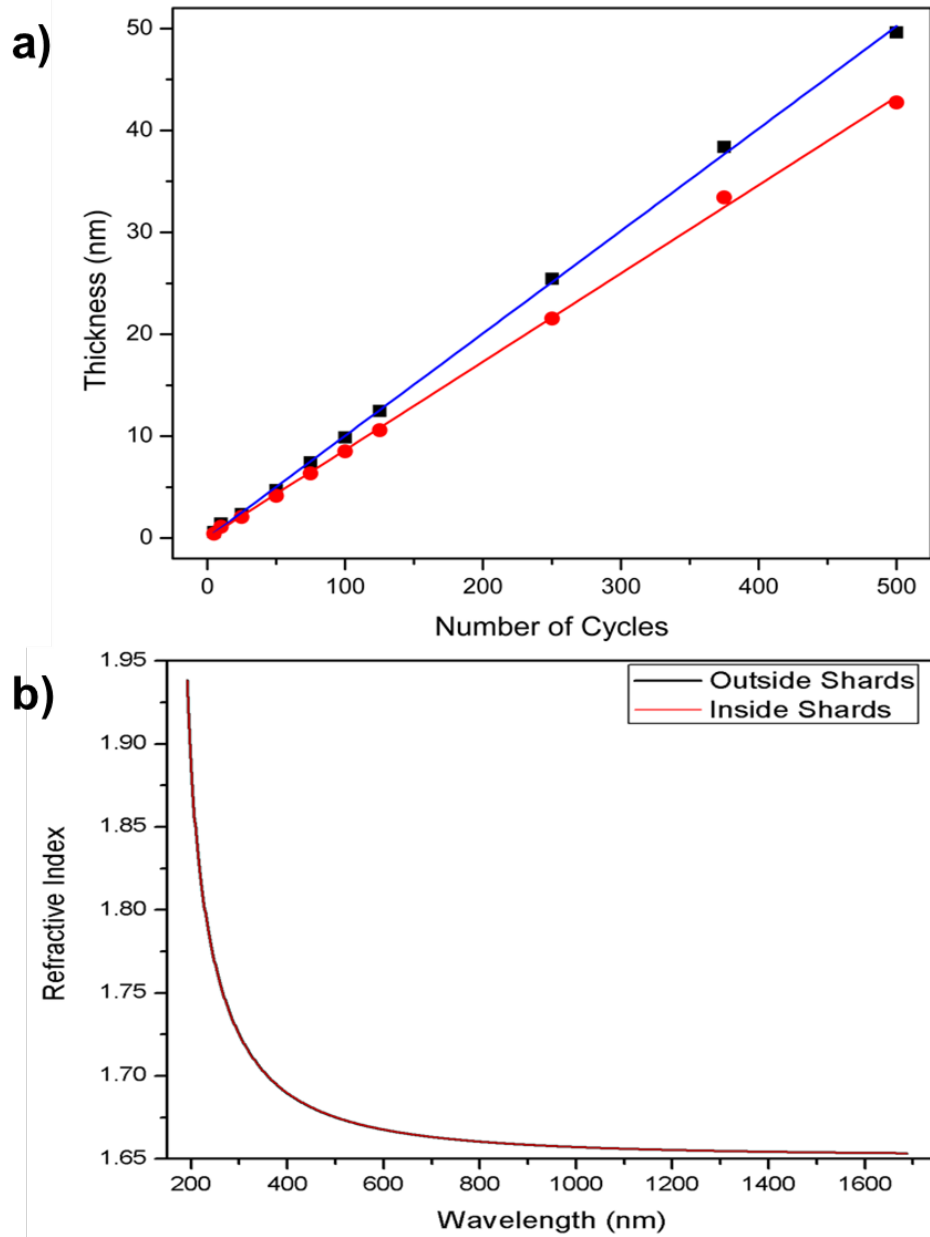 a)
50
40
30
20
10
0
Thickness (nm)
0 100 200 300 400 500
Number of Cycles
b)
1.95
1.90
1.85
1.80
1.75
1.70
1.65
Refractive Index
Outside Shards
Inside Shards
200 400 600 800 1000 1200 1400 1600
Wavelength (nm)